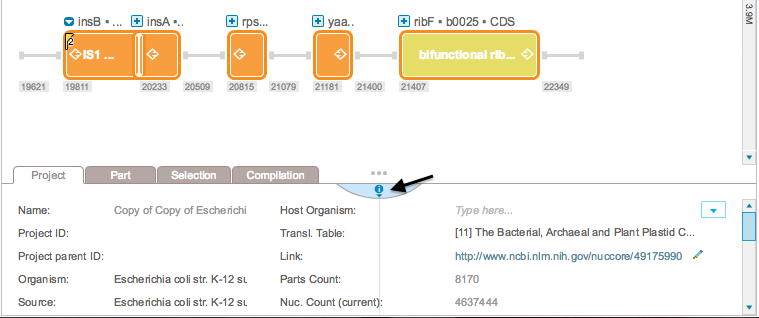 insB • ... insA • .. rps... yaa.. ribF • b0025 • CDS
2 IS1 ... bifunctional rib...
19621 19811 20233 20509 20815 21079 21181 21400 21407 22349
3.9M
Project Part Selection Compilation
Name: Copy of Copy of Escherichi Host Organism: Type here...
Project ID: Transl. Table: [11] The Bacterial, Archaeal and Plant Plastid C...
Project parent ID: Link: http://www.ncbi.nlm.nih.gov/nuccore/49175990
Organism: Escherichia coli str. K-12 su Parts Count: 8170
Source: Escherichia coli str. K-12 su Nuc. Count (current): 4637444